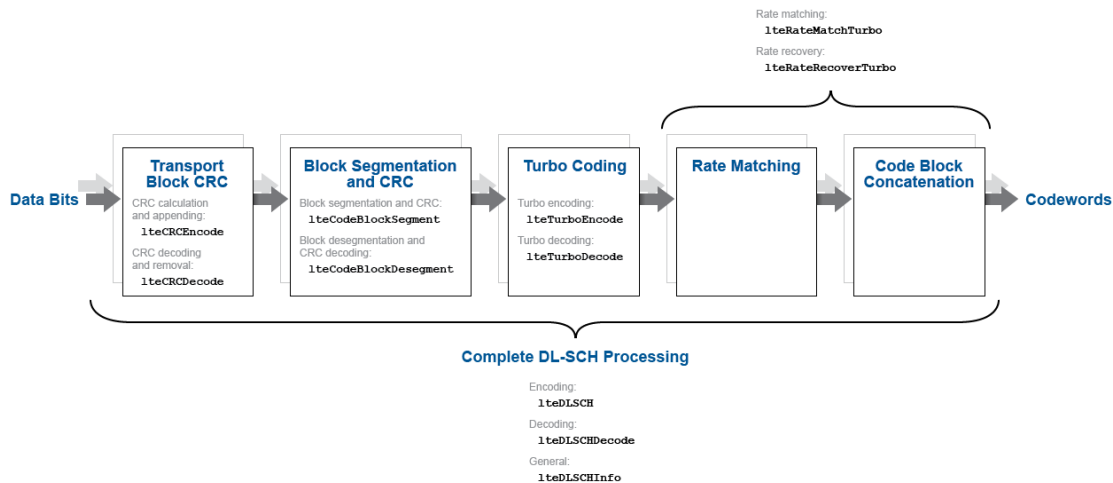 Rate matching:
lteRateMatchTurbo
Rate recovery:
lteRateRecoverTurbo
Data Bits
Transport
Block CRC
CRC calculation
and appending:
lteCRCEncode
CRC decoding
and removal:
lteCRCDecode
Block Segmentation
and CRC
Block segmentation and CRC:
lteCodeBlockSegment
Block desegmentation and
CRC decoding:
lteCodeBlockDesegment
Turbo Coding
Turbo encoding:
lteTurboEncode
Turbo decoding:
lteTurboDecode
Rate Matching
Code Block
Concatenation
Codewords
Complete DL-SCH Processing
Encoding:
lteDLSCH
Decoding:
lteDLSCHDecode
General:
lteDLSCHInfo